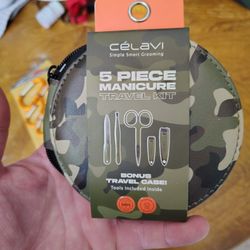 CĒLAVI
Simple Smart Grooming
5 PIECE
MANICURE
TRAVEL KIT
BONUS
TRAVEL CASE!
Tools Included Inside